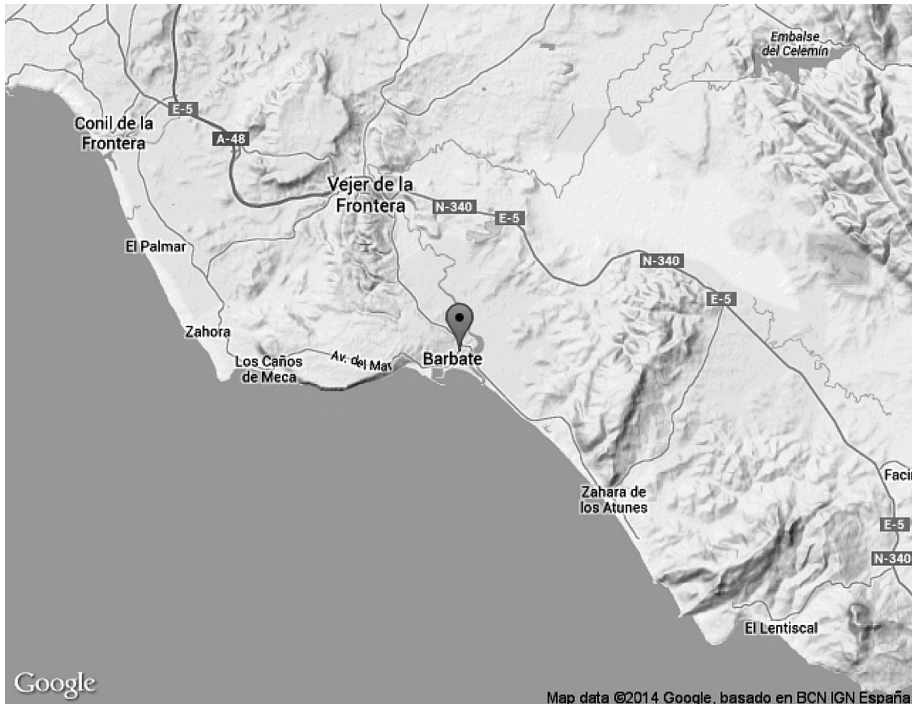 Embalse
del Celemín
E-5
Conil de la
Frontera
A-48
Vejer de la
Frontera
N-340
E-5
El Palmar
N-340
E-5
Zahora
Los Caños
de Meca
Av. del Mar
Barbate
Facin
Zahara de
los Atunes
E-5
N-340
El Lentiscal
Google
Map data ©2014 Google, basado en BCN IGN España